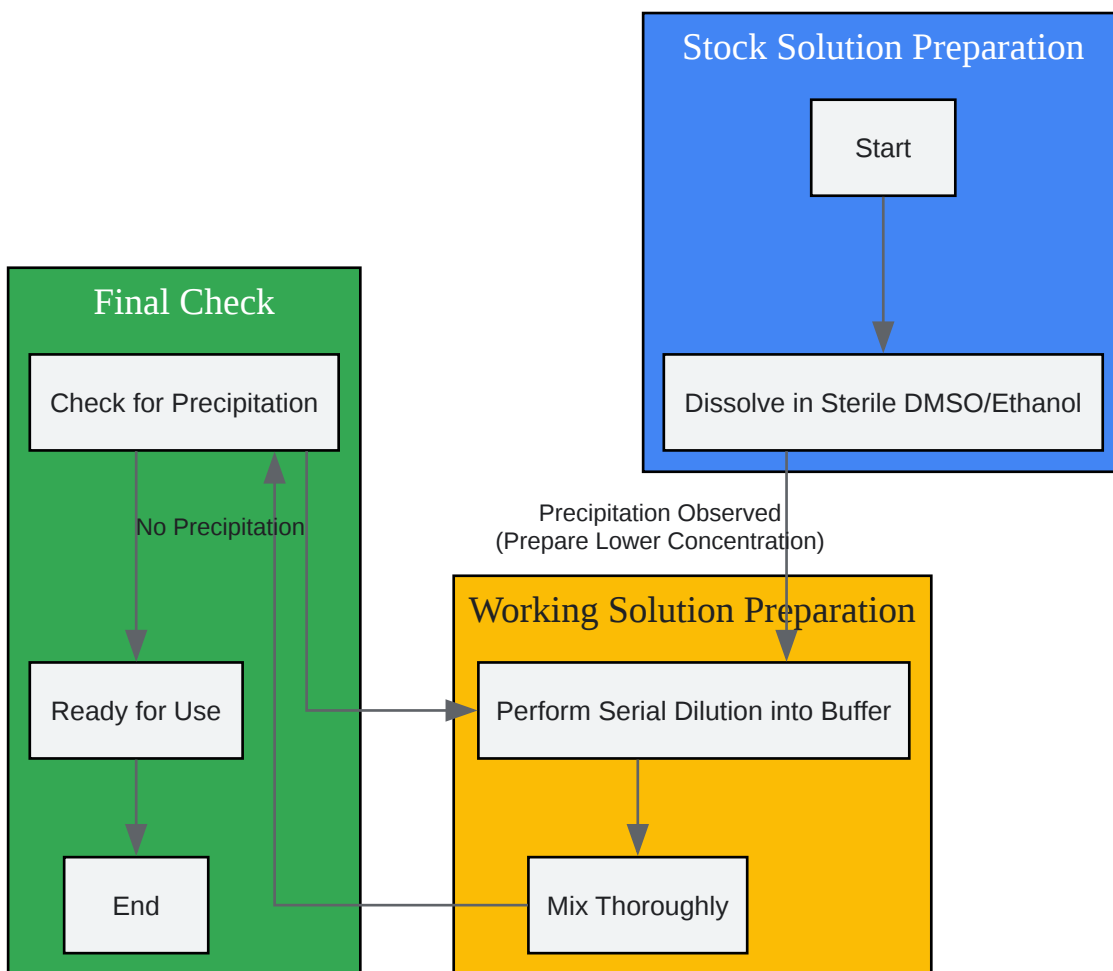 Stock Solution Preparation
Start
Final Check
Check for Precipitation
Dissolve in Sterile DMSO/Ethanol
No Precipitation
Precipitation Observed
(Prepare Lower Concentration)
Working Solution Preparation
Ready for Use
Perform Serial Dilution into Buffer
End
Mix Thoroughly